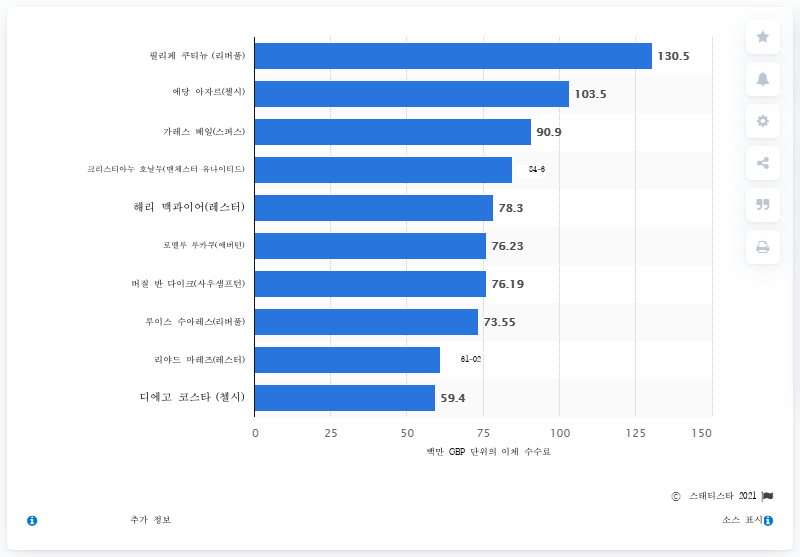 필리페 쿠티뉴 (리버풀)
130.5
에당 아자르(첼시)
103.5
가레스 베일(스퍼스)
90.9
크리스티아누 호날두(맨체스터 유나이티드)
84-6
해리 맥과이어(레스터)
78.3
로멜루 루카쿠(에버턴)
76.23
버질 반 다이크(사우샘프턴)
76.19
루이스 수아레스(리버풀)
73.55
리야드 마레즈(레스터)
61-02
디에고 코스타 (첼시)
59.4
0 25 50 75 100 125 150
백만 GBP 단위의 이체 수수료
© 스태티스타 2021
추가 정보
소스 표시